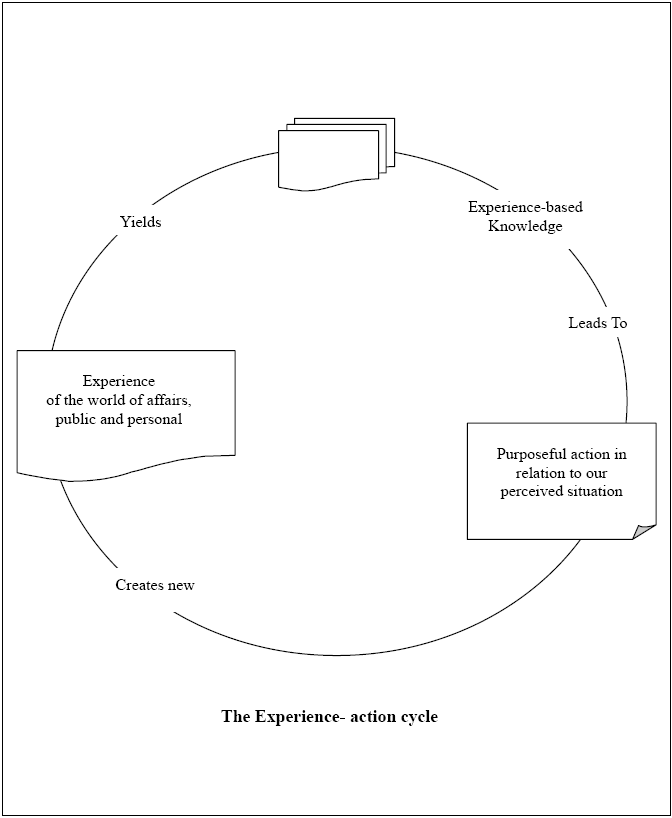 Yields
Experience-based
Knowledge
Leads To
Experience
of the world of affairs,
public and personal
Purposeful action in
relation to our
perceived situation
Creates new
The Experience- action cycle